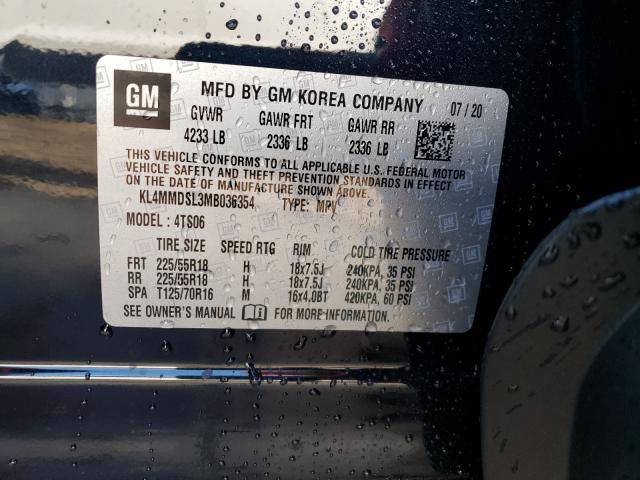 GM
MFD BY GM KOREA COMPANY 07 / 20
GVWR GAWR FRT GAWR RR
4233 LB 2336 LB 2336 LB
THIS VEHICLE CONFORMS TO ALL APPLICABLE U.S. FEDERAL MOTOR
VEHICLE SAFETY AND THEFT PREVENTION STANDARDS IN EFFECT
ON THE DATE OF MANUFACTURE SHOWN ABOVE.
KL4MMDSL3MB036354 TYPE: MPV
MODEL : 4TS06
TIRE SIZE SPEED RTG RIM COLD TIRE PRESSURE
FRT 225/55R18 H 18x7.5J 240KPA, 35 PSI
RR 225/55R18 H 18x7.5J 240KPA, 35 PSI
SPA T125/70R16 M 16x4.0BT 420KPA, 60 PSI
SEE OWNER'S MANUAL FOR MORE INFORMATION.